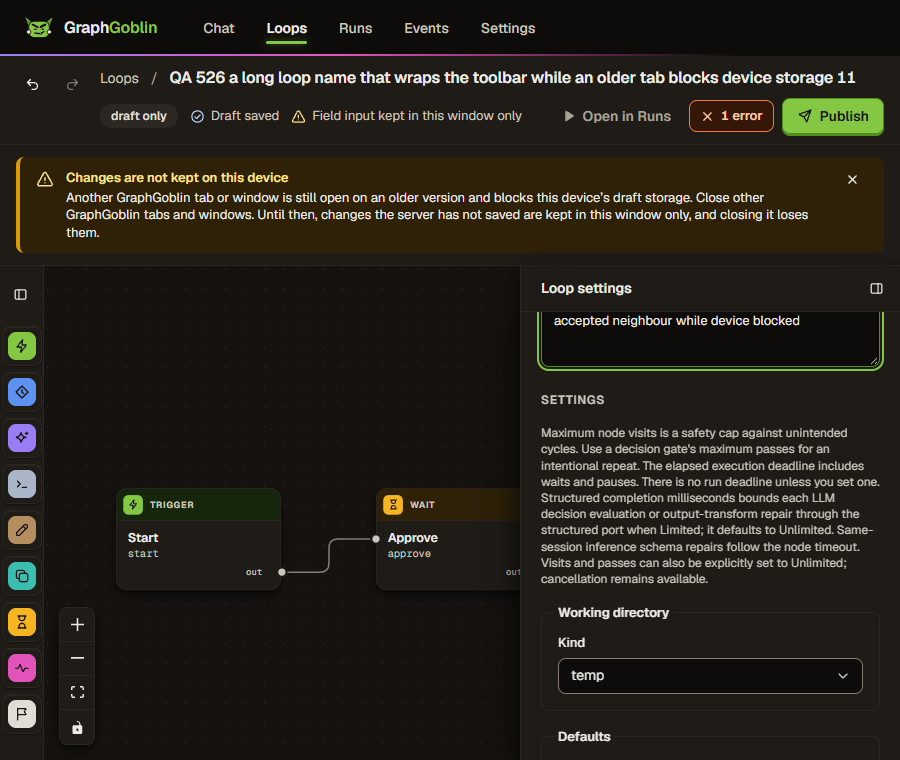 GraphGoblin
Chat
Loops
Runs
Events
Settings
Loops / QA 526 a long loop name that wraps the toolbar while an older tab blocks device storage 11
draft only
Draft saved
Field input kept in this window only
Open in Runs
1 error
Publish
Changes are not kept on this device
Another GraphGoblin tab or window is still open on an older version and blocks this device's draft storage. Close other
GraphGoblin tabs and windows. Until then, changes the server has not saved are kept in this window only, and closing it loses
them.
Loop settings
accepted neighbour while device blocked
SETTINGS
Maximum node visits is a safety cap against unintended
cycles. Use a decision gate's maximum passes for an
intentional repeat. The elapsed execution deadline includes
waits and pauses. There is no run deadline unless you set one.
Structured completion milliseconds bounds each LLM
decision evaluation or output-transform repair through the
structured port when Limited; it defaults to Unlimited. Same-
session inference schema repairs follow the node timeout.
Visits and passes can also be explicitly set to Unlimited;
cancellation remains available.
Working directory
Kind
temp
Defaults
TRIGGER
Start
start
out
WAIT
Approve
approve
out